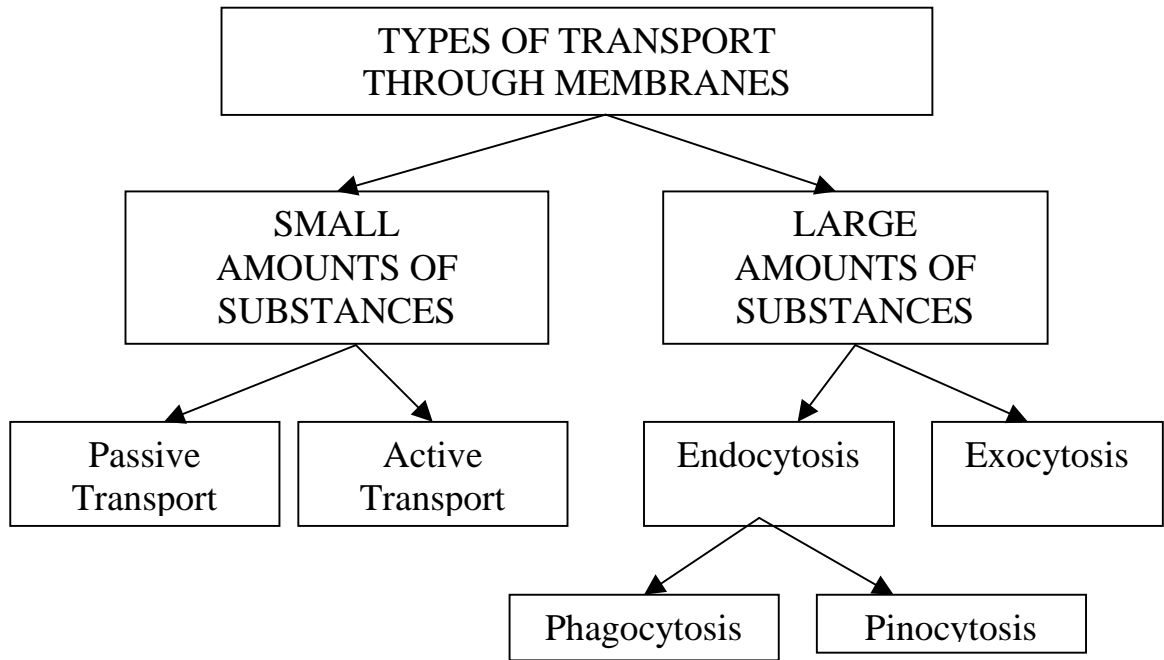 TYPES OF TRANSPORT
THROUGH MEMBRANES
SMALL
AMOUNTS OF
SUBSTANCES
LARGE
AMOUNTS OF
SUBSTANCES
Passive
Transport
Active
Transport
Endocytosis
Exocytosis
Phagocytosis
Pinocytosis